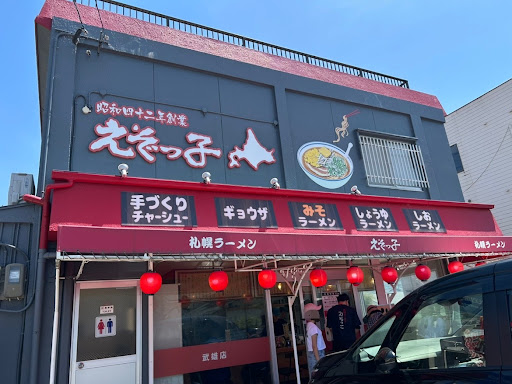 昭和四十二年創業
えぞっ子
手づくり
チャーシュー
ギョウザ
みそ
ラーメン
しょうゆ
ラーメン
しお
ラーメン
札幌ラーメン
えぞっ子
札幌ラーメン
武雄店